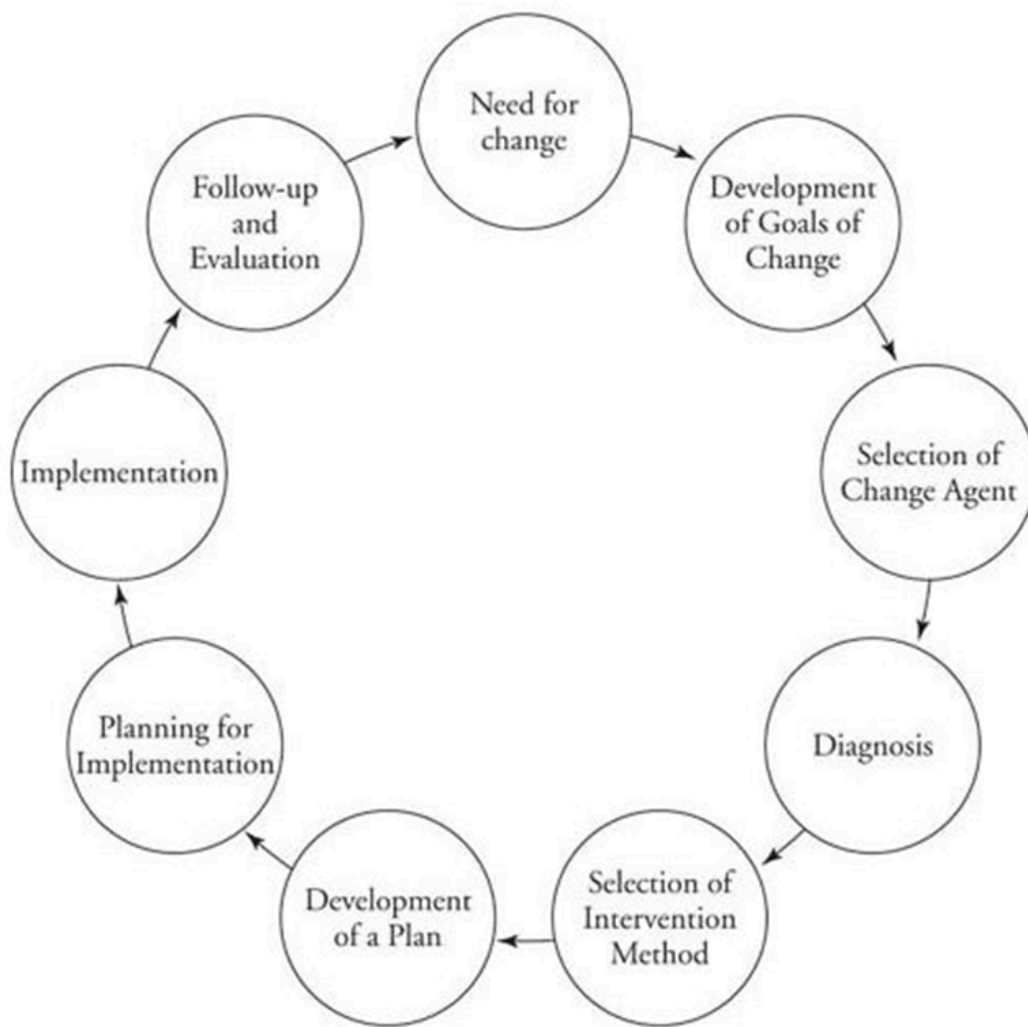 Need for
change
Development
of Goals of
Change
Selection of
Change Agent
Diagnosis
Selection of
Intervention
Method
Development
of a Plan
Planning for
Implementation
Implementation
Follow-up
and
Evaluation